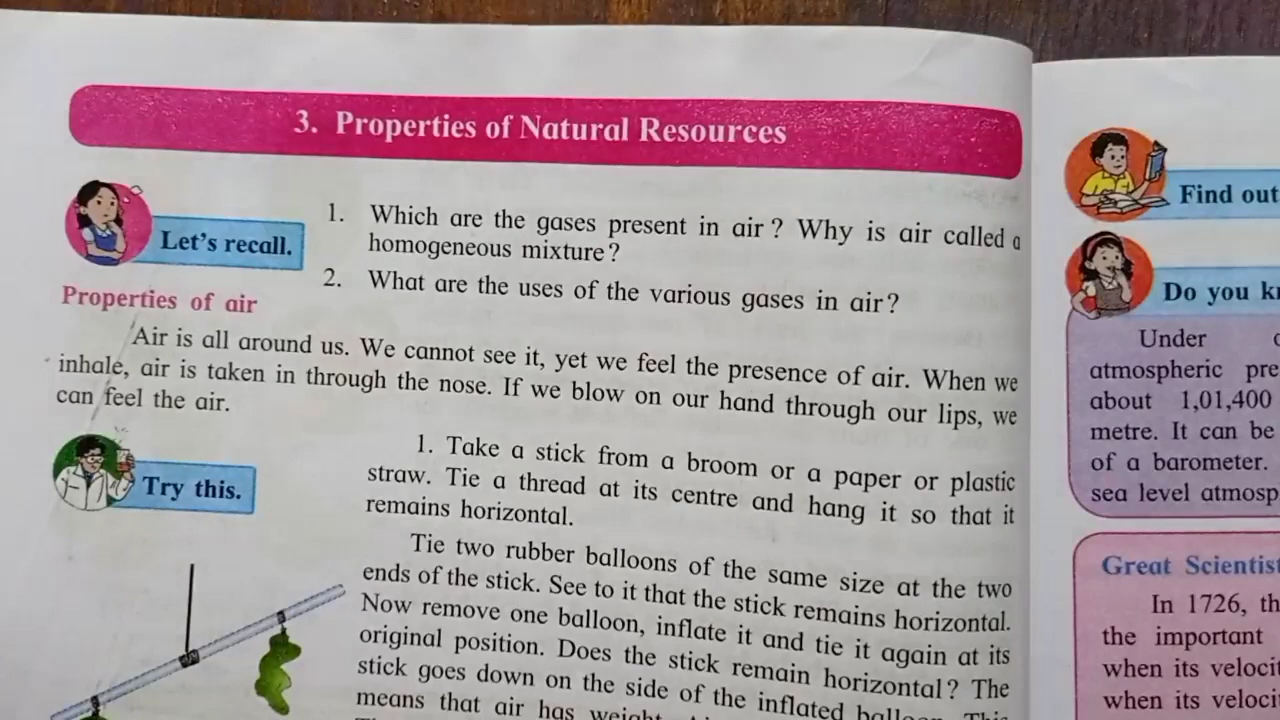 3. Properties of Natural Resources
Let's recall.
1. Which are the gases present in air? Why is air called a
homogeneous mixture?
2. What are the uses of the various gases in air?
Properties of air
Air is all around us. We cannot see it, yet we feel the presence of air. When we
inhale, air is taken in through the nose. If we blow on our hand through our lips, we
can feel the air.
Try this.
1. Take a stick from a broom or a paper or plastic
straw. Tie a thread at its centre and hang it so that it
remains horizontal.
Tie two rubber balloons of the same size at the two
ends of the stick. See to it that the stick remains horizontal.
Now remove one balloon, inflate it and tie it again at its
original position. Does the stick remain horizontal? The
stick goes down on the side of the inflated balloon. This
means that air has weight.
Find out
Do you
Under
atmospheric
about 1,01,400
metre. It can be
of a barometer.
sea level
Great
In 1726,
the important
when its
when its